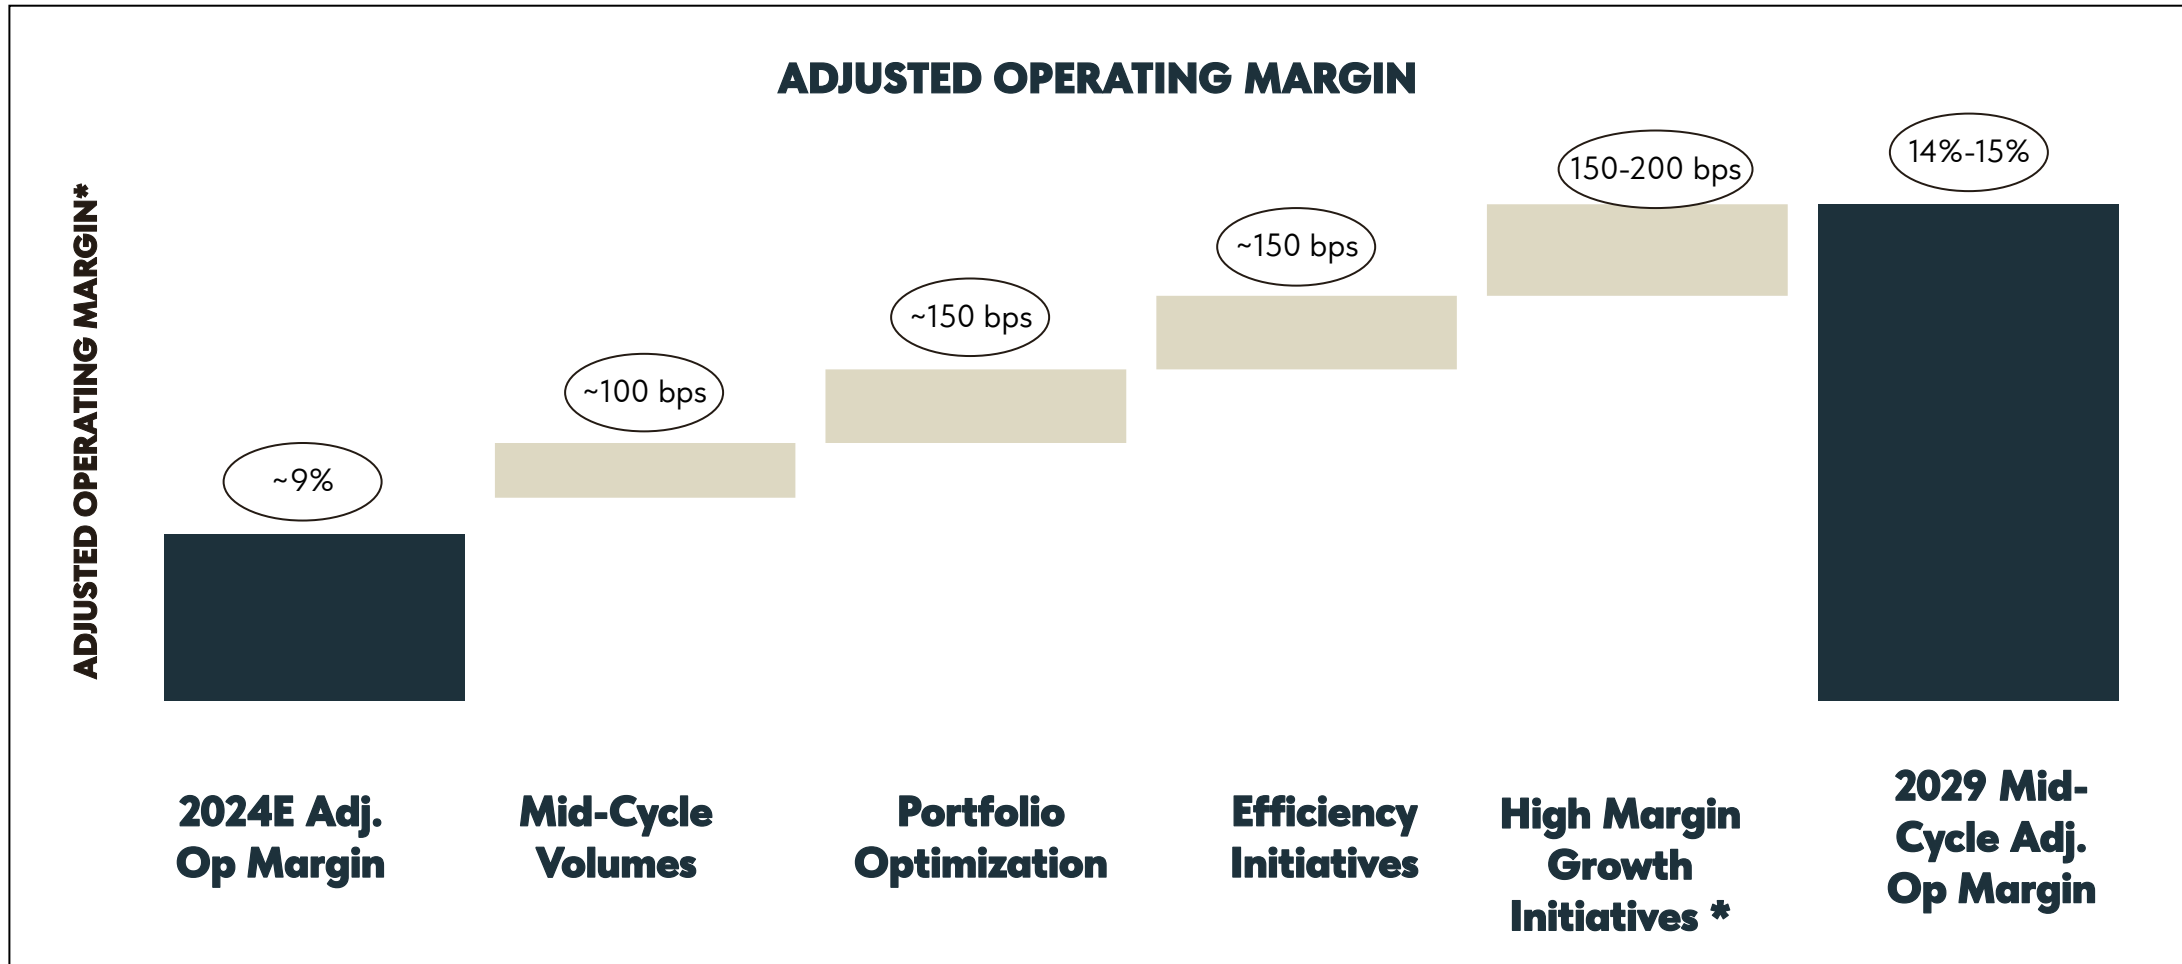 ADJUSTED OPERATING MARGIN
ADJUSTED OPERATING MARGIN*
~9%
~100 bps
~150 bps
~150 bps
150-200 bps
14%-15%
2024E Adj.
Op Margin
Mid-Cycle
Volumes
Portfolio
Optimization
Efficiency
Initiatives
High Margin
Growth
Initiatives *
2029 Mid-
Cycle Adj.
Op Margin